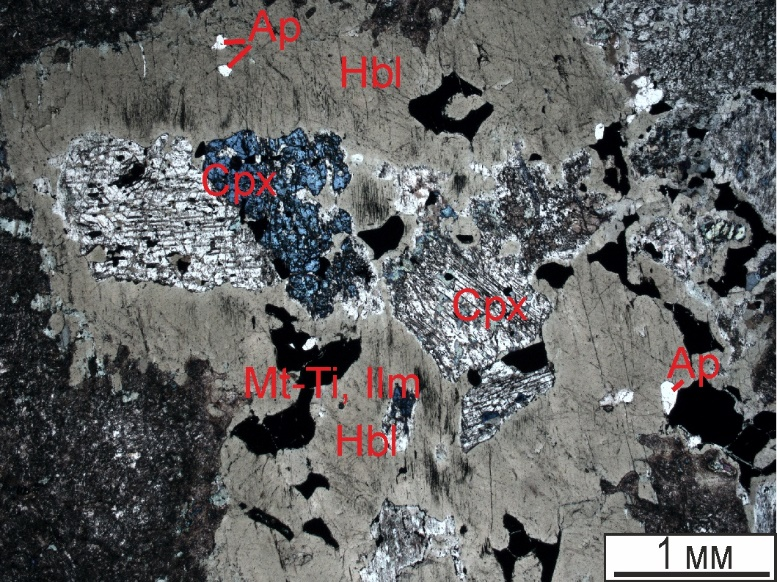 Ap
Hbl
Cpx
Cpx
Ap
Mt-Ti, Ilm
Hbl
1 мм